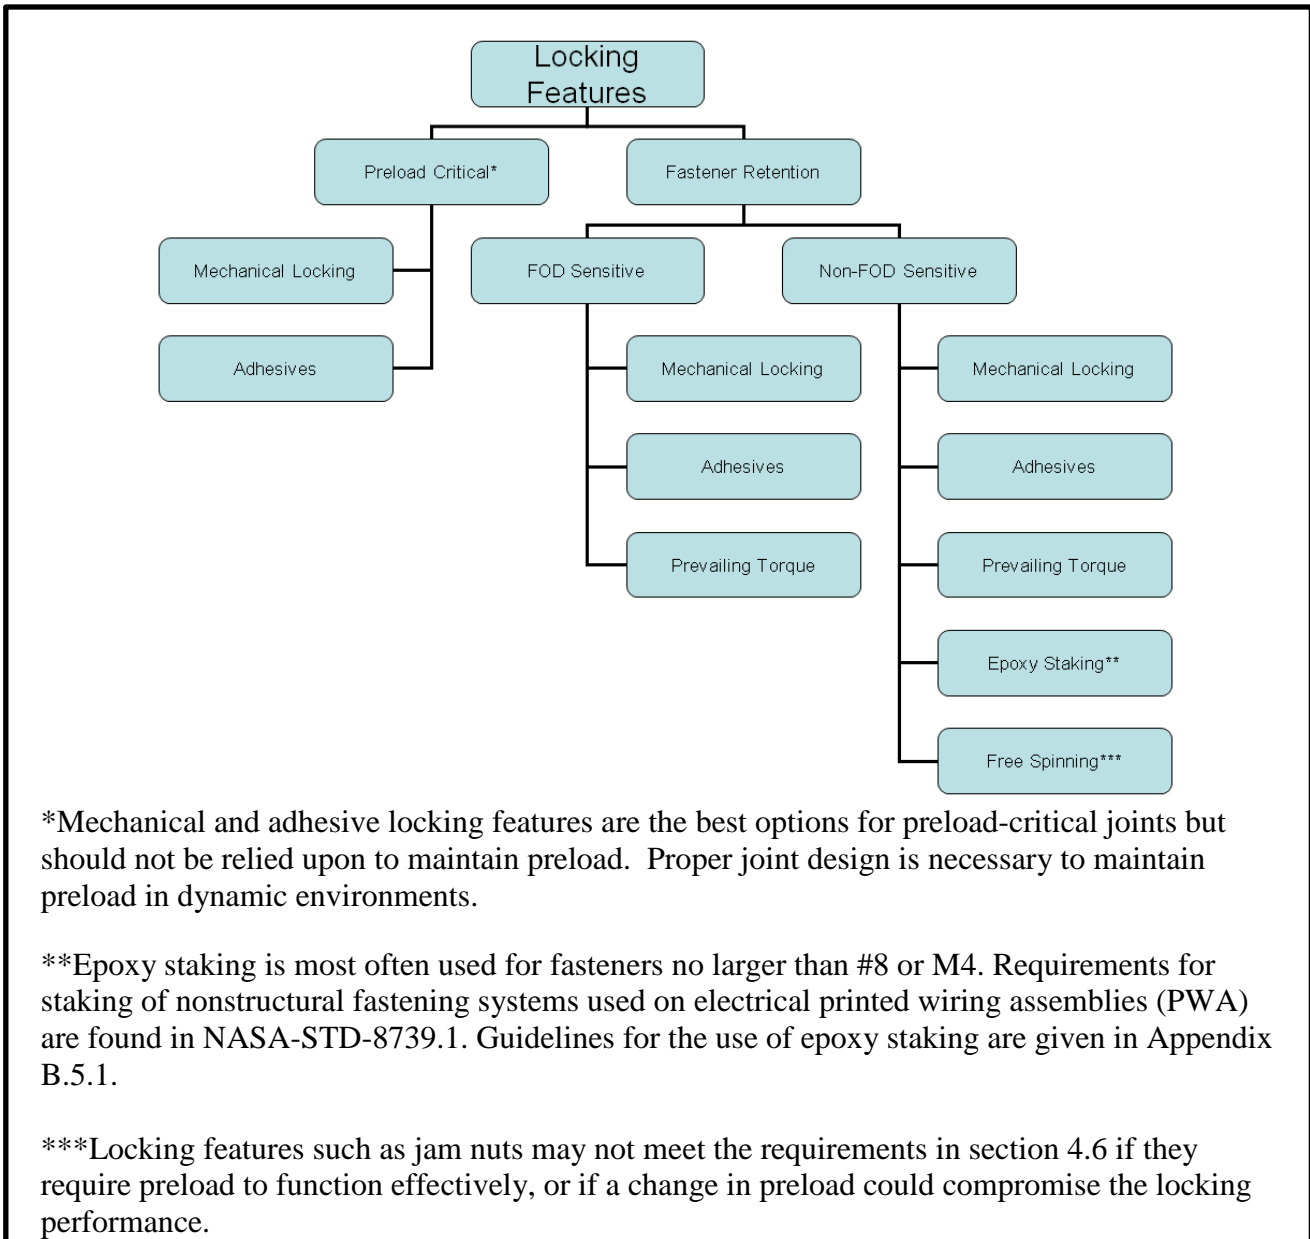 Locking
Features
Preload Critical*
Fastener Retention
Mechanical Locking
FOD Sensitive
Non-FOD Sensitive
Adhesives
Mechanical Locking
Mechanical Locking
Adhesives
Adhesives
Prevailing Torque
Prevailing Torque
Epoxy Staking**
Free Spinning***
*Mechanical and adhesive locking features are the best options for preload-critical joints but
should not be relied upon to maintain preload.  Proper joint design is necessary to maintain
preload in dynamic environments.
**Epoxy staking is most often used for fasteners no larger than #8 or M4. Requirements for
staking of nonstructural fastening systems used on electrical printed wiring assemblies (PWA)
are found in NASA-STD-8739.1. Guidelines for the use of epoxy staking are given in Appendix
B.5.1.
***Locking features such as jam nuts may not meet the requirements in section 4.6 if they
require preload to function effectively, or if a change in preload could compromise the locking
performance.